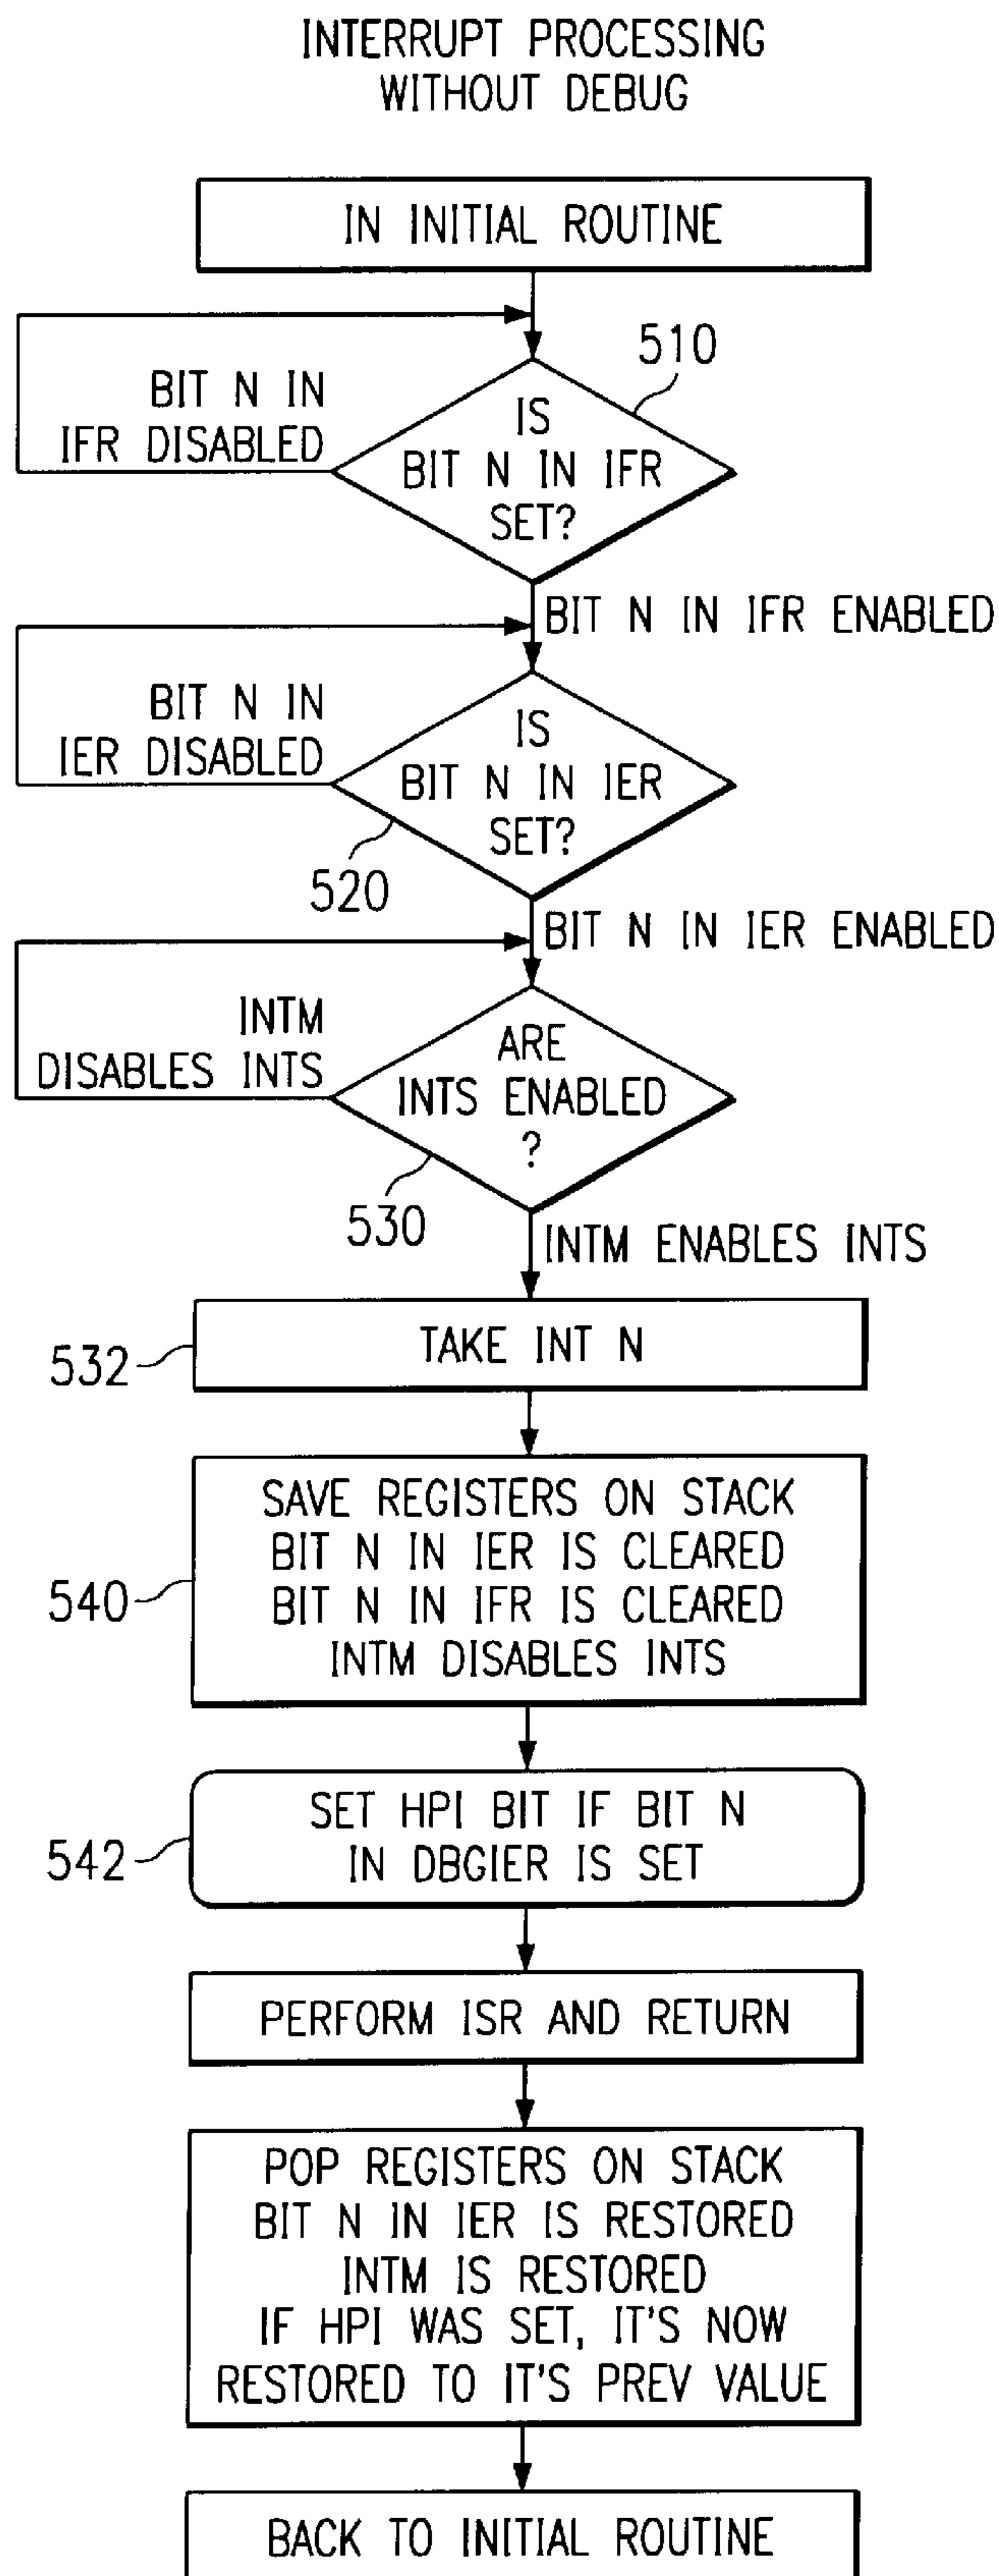 INTERRUPT PROCESSING
WITHOUT DEBUG
IN INITIAL ROUTINE
510
BIT N IN
IFR DISABLED
IS
BIT N IN IFR
SET?
BIT N IN IFR ENABLED
BIT N IN
IER DISABLED
IS
BIT N IN IER
SET?
520
BIT N IN IER ENABLED
INTM
DISABLES INTS
ARE
INTS ENABLED
?
530
INTM ENABLES INTS
532
TAKE INT N
540
SAVE REGISTERS ON STACK
BIT N IN IER IS CLEARED
BIT N IN IFR IS CLEARED
INTM DISABLES INTS
542
SET HPI BIT IF BIT N
IN DBGIER IS SET
PERFORM ISR AND RETURN
POP REGISTERS ON STACK
BIT N IN IER IS RESTORED
INTM IS RESTORED
IF HPI WAS SET, IT'S NOW
RESTORED TO IT'S PREV VALUE
BACK TO INITIAL ROUTINE